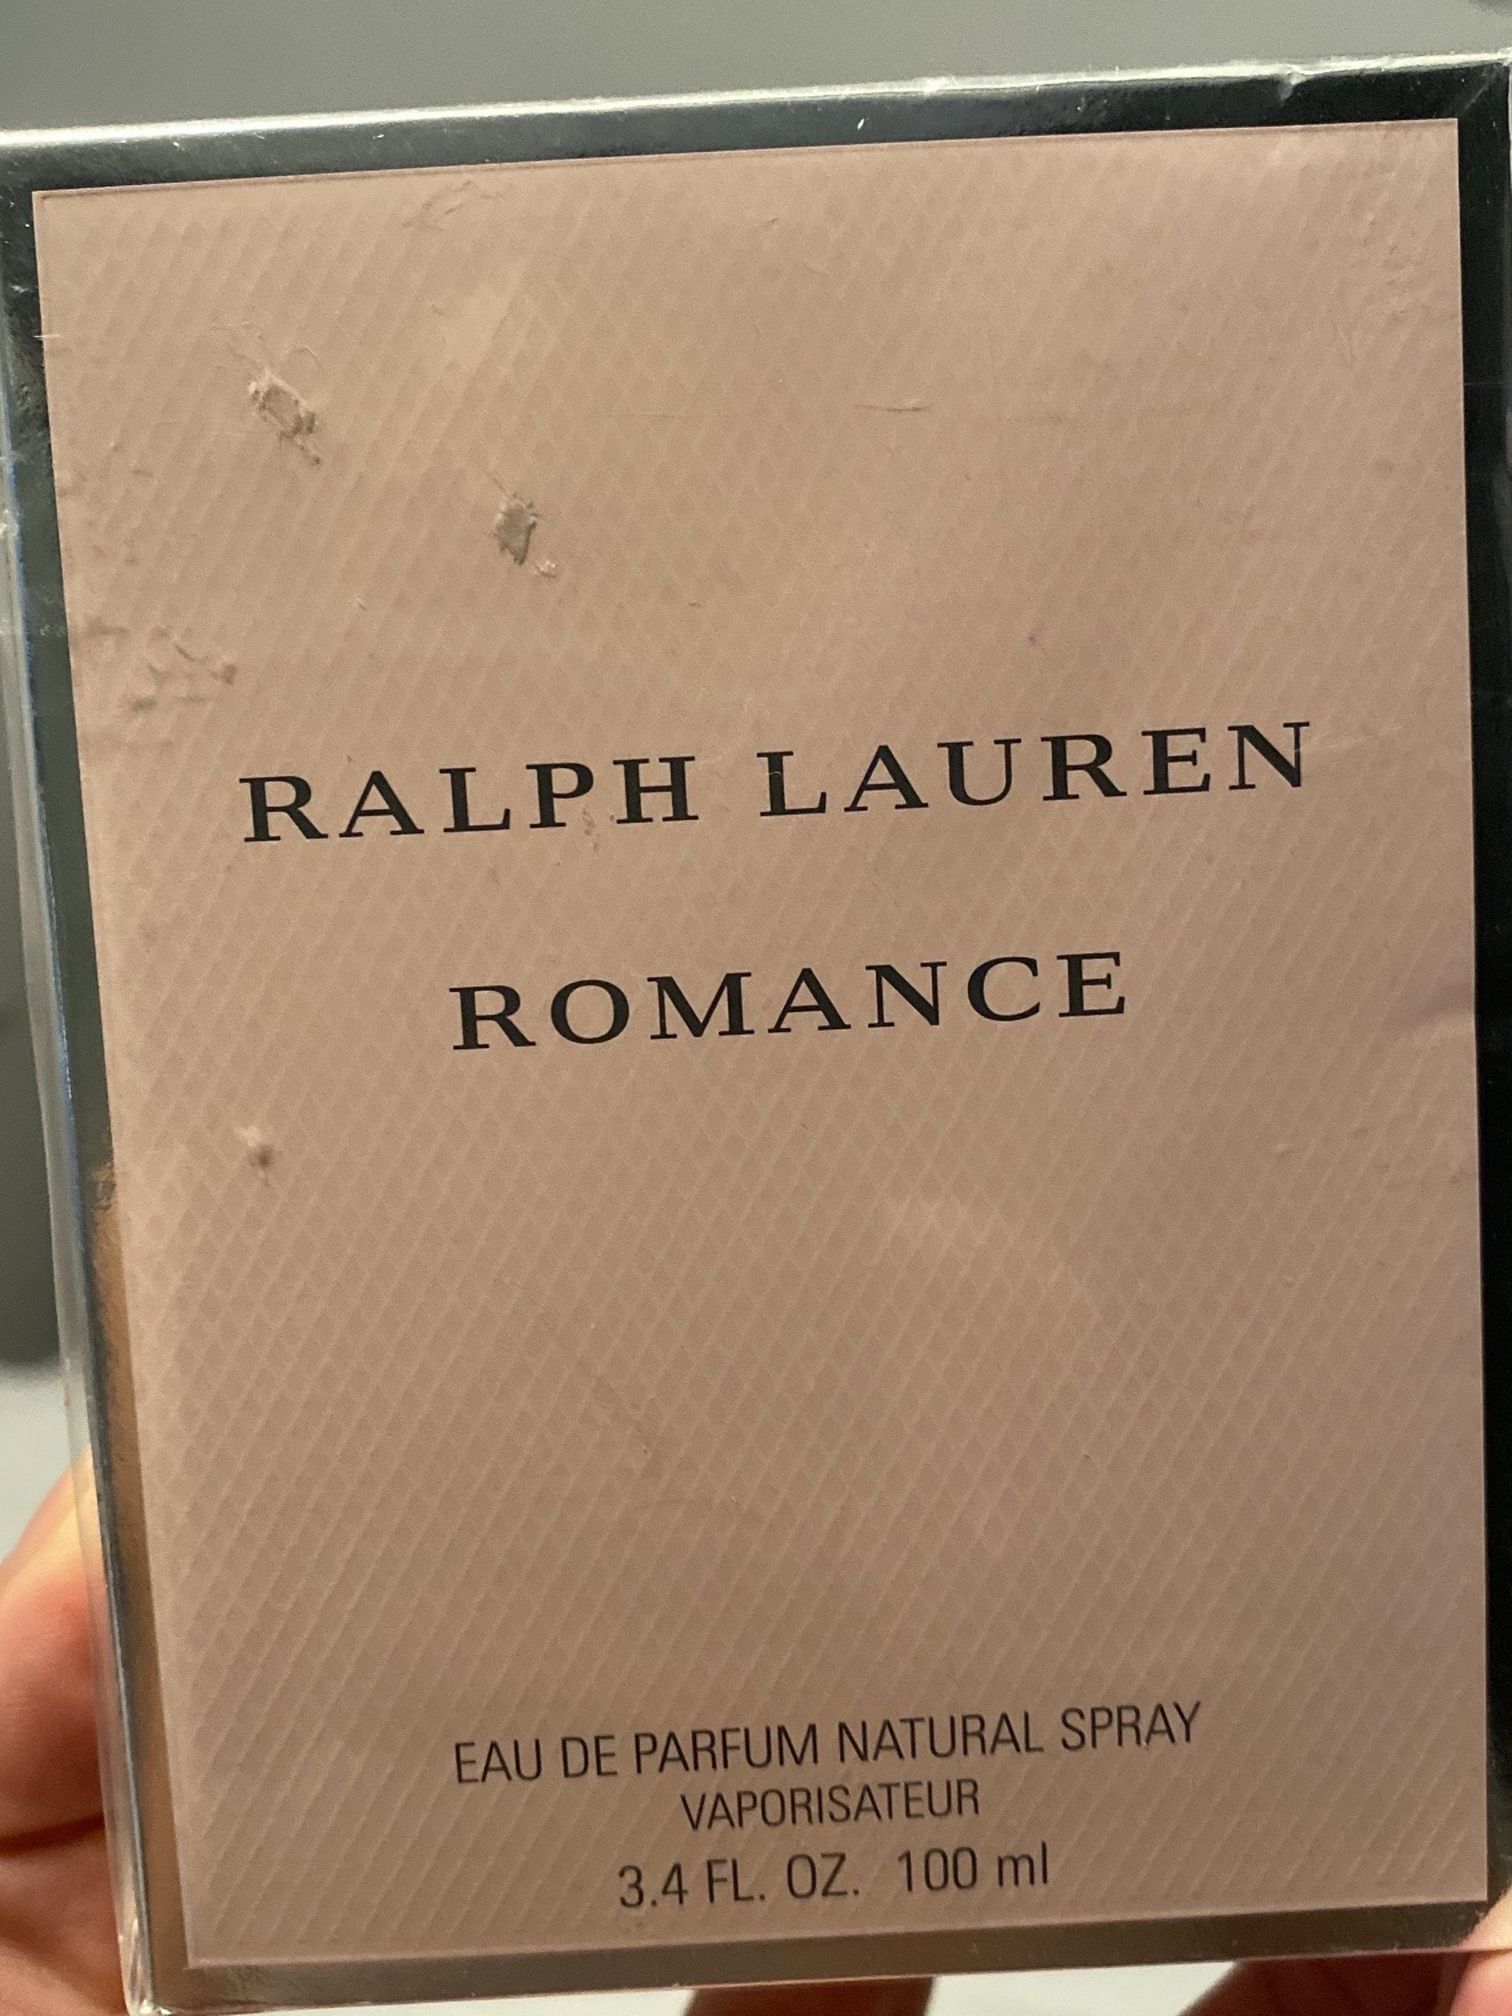 RALPH LAUREN
ROMANCE
EAU DE PARFUM NATURAL SPRAY
VAPORISATEUR
3.4 FL. OZ. 100 ml